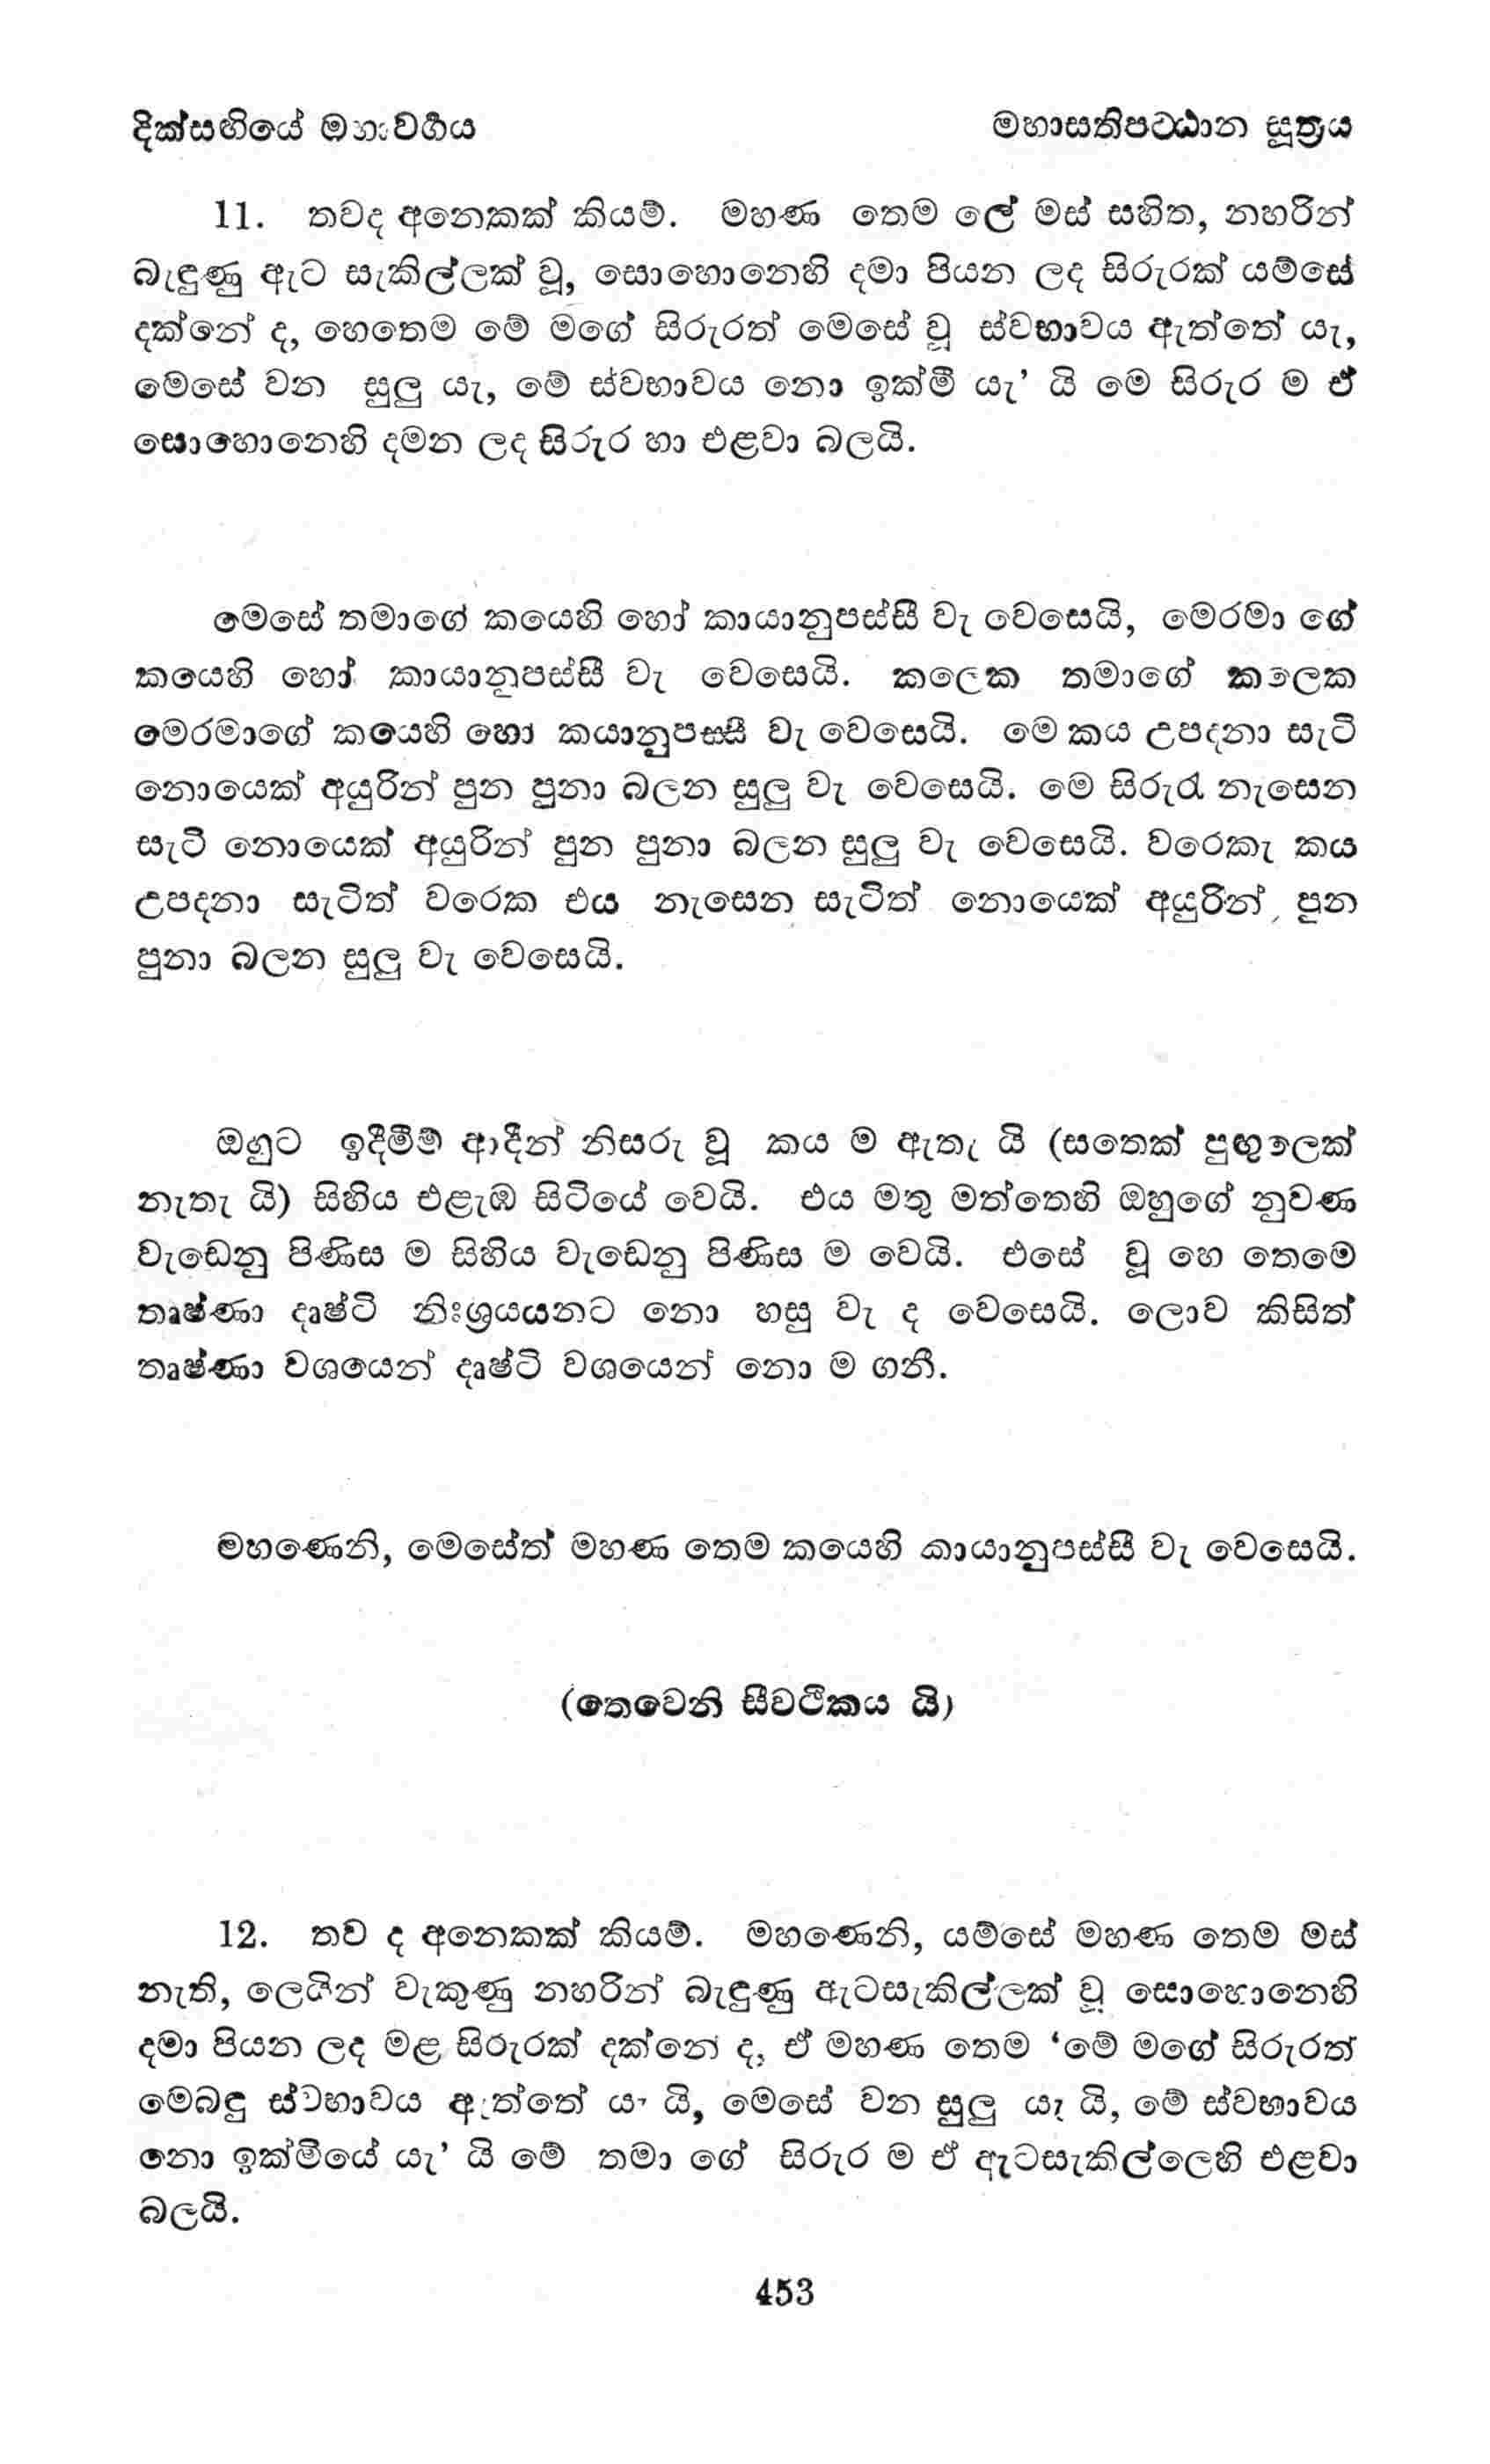 දික්සඟියේ මහාවර්‍ගය
මහාසතිපට්ඨාන සූත්‍රය
11. තවද අනෙකක් කියම්. මහණ තෙම ලේ මස් සහිත, නහරින්
බැඳුණු ඇට සැකිල්ලක් වූ, සොහොනෙහි දමා පියන ලද සිරුරක් යම්සේ
දක්නේ ද, හෙතෙම මේ මගේ සිරුරත් මෙසේ වූ ස්වභාවය ඇත්තේ යැ,
මෙසේ වන සුලු යැ, මේ ස්වභාවය නො ඉක්මී යැ’ යි මෙ සිරුර ම ඒ
සොහොනෙහි දමන ලද සිරුර හා එළවා බලයි.
මෙසේ තමාගේ කයෙහි හෝ කායානුපස්සී වැ වෙසෙයි, මෙරමා ගේ
කයෙහි හෝ කායානුපස්සී වැ වෙසෙයි. කලෙක තමාගේ කලෙක
මෙරමාගේ කයෙහි හෝ කයානුපස්සී වැ වෙසෙයි. මෙ කය උපදනා සැටි
නොයෙක් අයුරින් පුන පුනා බලන සුලු වැ වෙසෙයි. මෙ සිරුරැ නැසෙන
සැටි නොයෙක් අයුරින් පුන පුනා බලන සුලු වැ වෙසෙයි. වරෙකැ කය
උපදනා සැටිත් වරෙක එය නැසෙන සැටිත් නොයෙක් අයුරින් පුන
පුනා බලන සුලු වැ වෙසෙයි.
ඔහුට ඉදිමීම් ආදීන් නිසරු වූ කය ම ඇතැ යි (සතෙක් පුඟුලෙක්
නැතැ යි) සිහිය එළැඹ සිටියේ වෙයි. එය මතු මත්තෙහි ඔහුගේ නුවණ
වැඩෙනු පිණිස ම සිහිය වැඩෙනු පිණිස ම වෙයි. එසේ වූ හෙ තෙමෙ
තෘෂ්ණා දෘෂ්ටි නිඃශ්‍රයයනට නො හසු වැ ද වෙසෙයි. ලොව කිසිත්
තෘෂ්ණා වශයෙන් දෘෂ්ටි වශයෙන් නො ම ගනී.
මහණෙනි, මෙසේත් මහණ තෙම කයෙහි කායානුපස්සී වැ වෙසෙයි.
(තෙවෙනි සීවථිකය යි)
12. තව ද අනෙකක් කියම්. මහණෙනි, යම්සේ මහණ තෙම මස්
නැති, ලෙයින් වැකුණු නහරින් බැඳුණු ඇටසැකිල්ලක් වූ සොහොනෙහි
දමා පියන ලද මළ සිරුරක් දක්නේ ද, ඒ මහණ තෙම ‘මේ මගේ සිරුරත්
මෙබඳු ස්වභාවය ඇත්තේ යැ යි, මෙසේ වන සුලු යැ යි, මේ ස්වභාවය
නො ඉක්මියේ යැ’ යි මේ තමා ගේ සිරුර ම ඒ ඇටසැකිල්ලෙහි එළවා
බලයි.
453